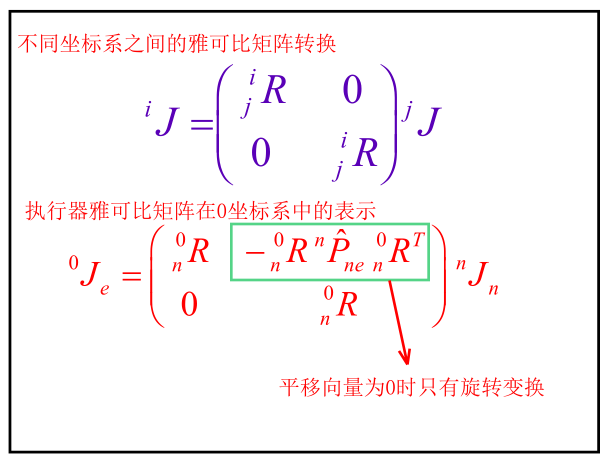 不同坐标系之间的雅可比矩阵转换
$^{i}J = \begin{pmatrix} ^{i}_{j}R & 0 \\ 0 & ^{i}_{j}R \end{pmatrix} {}^{j}J$
执行器雅可比矩阵在0坐标系中的表示
$^{0}J_{e} = \begin{pmatrix} ^{0}_{n}R & -{}^{0}_{n}R \, ^{n}\hat{P}_{ne} \, ^{0}_{n}R^{T} \\ 0 & ^{0}_{n}R \end{pmatrix} {}^{n}J_{n}$
平移向量为0时只有旋转变换